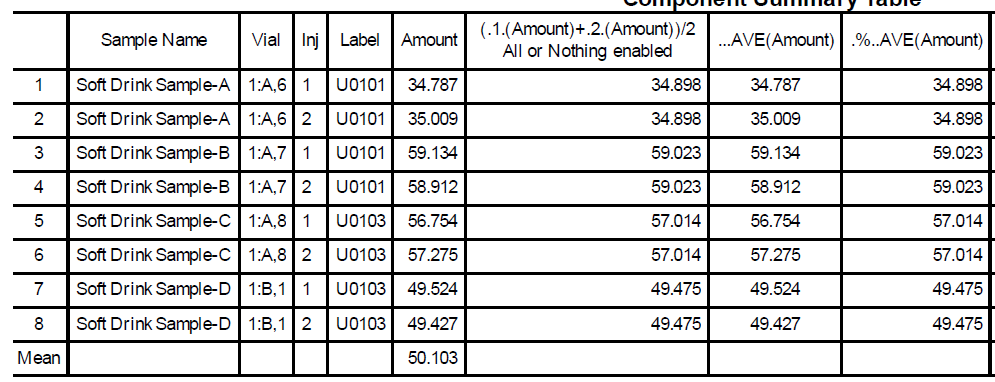 Component Summary Table
Sample Name Vial Inj Label Amount (.1.(Amount)+.2.(Amount))/2 All or Nothing enabled ...AVE(Amount) .%..AVE(Amount)
1 Soft Drink Sample-A 1:A,6 1 U0101 34.787 34.898 34.787 34.898
2 Soft Drink Sample-A 1:A,6 2 U0101 35.009 34.898 35.009 34.898
3 Soft Drink Sample-B 1:A,7 1 U0101 59.134 59.023 59.134 59.023
4 Soft Drink Sample-B 1:A,7 2 U0101 58.912 59.023 58.912 59.023
5 Soft Drink Sample-C 1:A,8 1 U0103 56.754 57.014 56.754 57.014
6 Soft Drink Sample-C 1:A,8 2 U0103 57.275 57.014 57.275 57.014
7 Soft Drink Sample-D 1:B,1 1 U0103 49.524 49.475 49.524 49.475
8 Soft Drink Sample-D 1:B,1 2 U0103 49.427 49.475 49.427 49.475
Mean 50.103